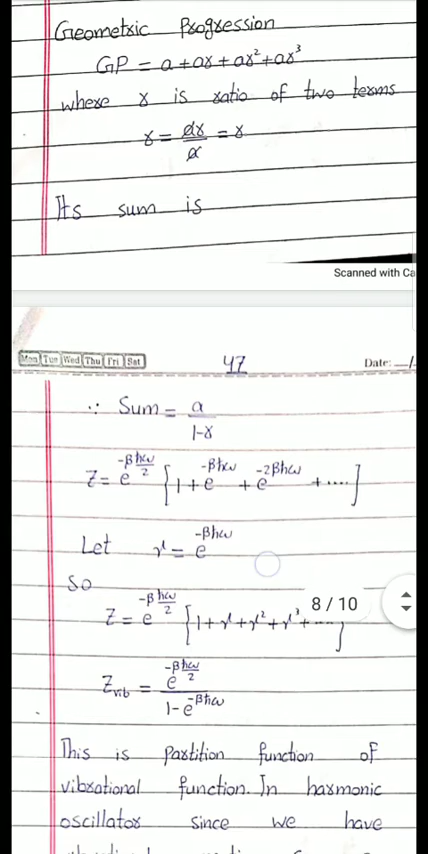 Geometric Progression
GP = a + ar + ar² + ar³
where r is ratio of two terms
r = ar/a = r
Its sum is
Scanned with Ca
Mon Tue Wed Thu Fri Sat 47 Date: __/
∵ Sum = a/(1-r)
Z = e^(-βħω/2) [1 + e^(-βħω) + e^(-2βħω) + ....]
Let r = e^(-βħω)
So
Z = e^(-βħω/2) [1 + r + r² + r³ + ....]
8 / 10
Z_vib = e^(-βħω/2) / (1 - e^(-βħω))
This is partition function of
vibrational function. In harmonic
oscillator since we have